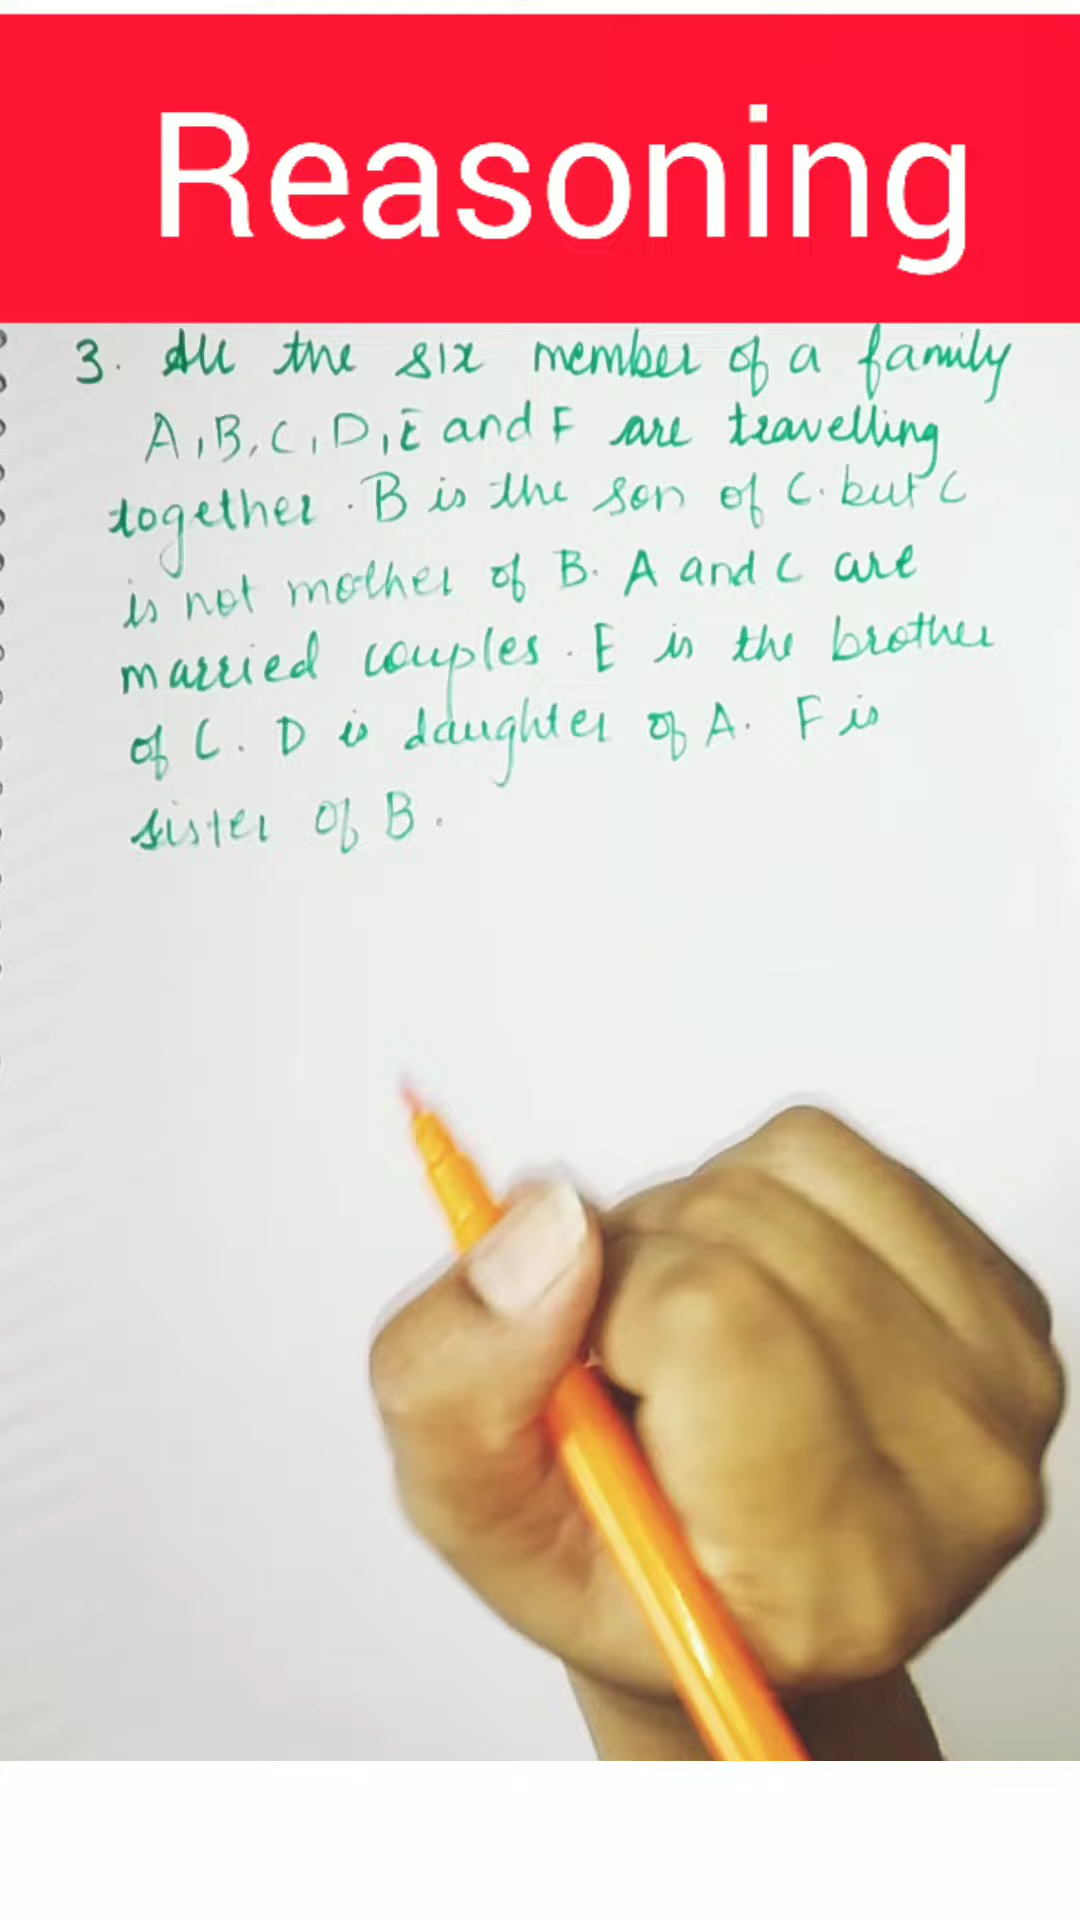 Reasoning
3. All the six member of a family
A, B, C, D, E and F are travelling
together. B is the son of C. but C
is not mother of B. A and C are
married couples. E is the brother
of C. D is daughter of A. F is
sister of B.